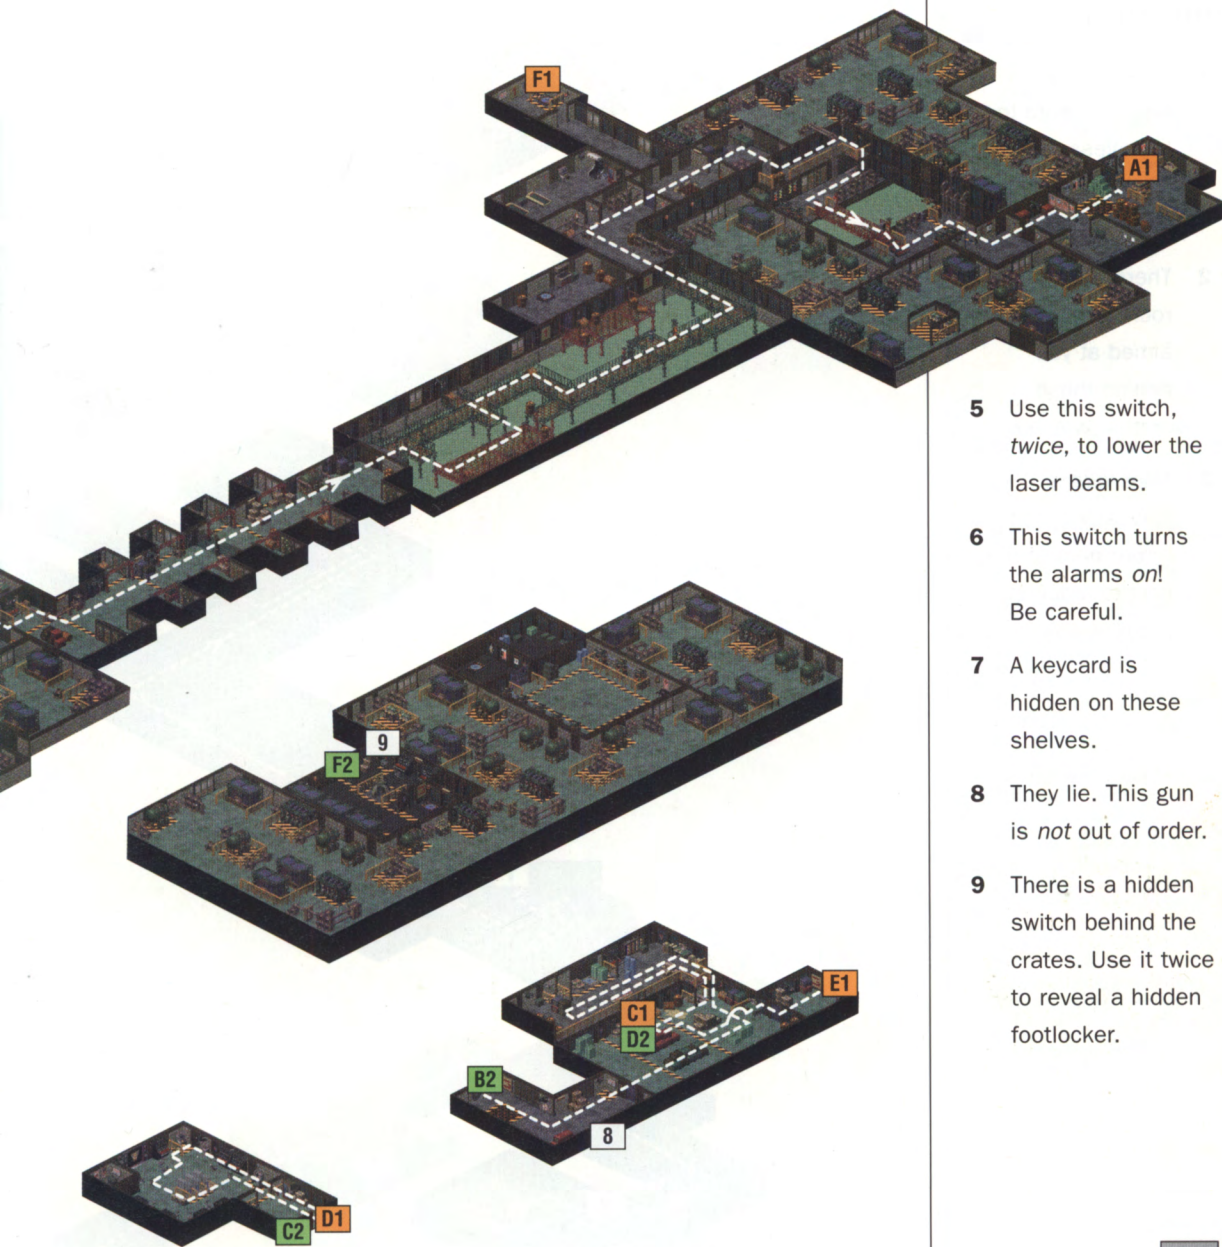 F1
A1
5 Use this switch,
twice, to lower the
laser beams.
6 This switch turns
the alarms on!
Be careful.
7 A keycard is
hidden on these
shelves.
8 They lie. This gun
is not out of order.
9 There is a hidden
switch behind the
crates. Use it twice
to reveal a hidden
footlocker.
9
F2
E1
C1
D2
B2
8
D1
C2